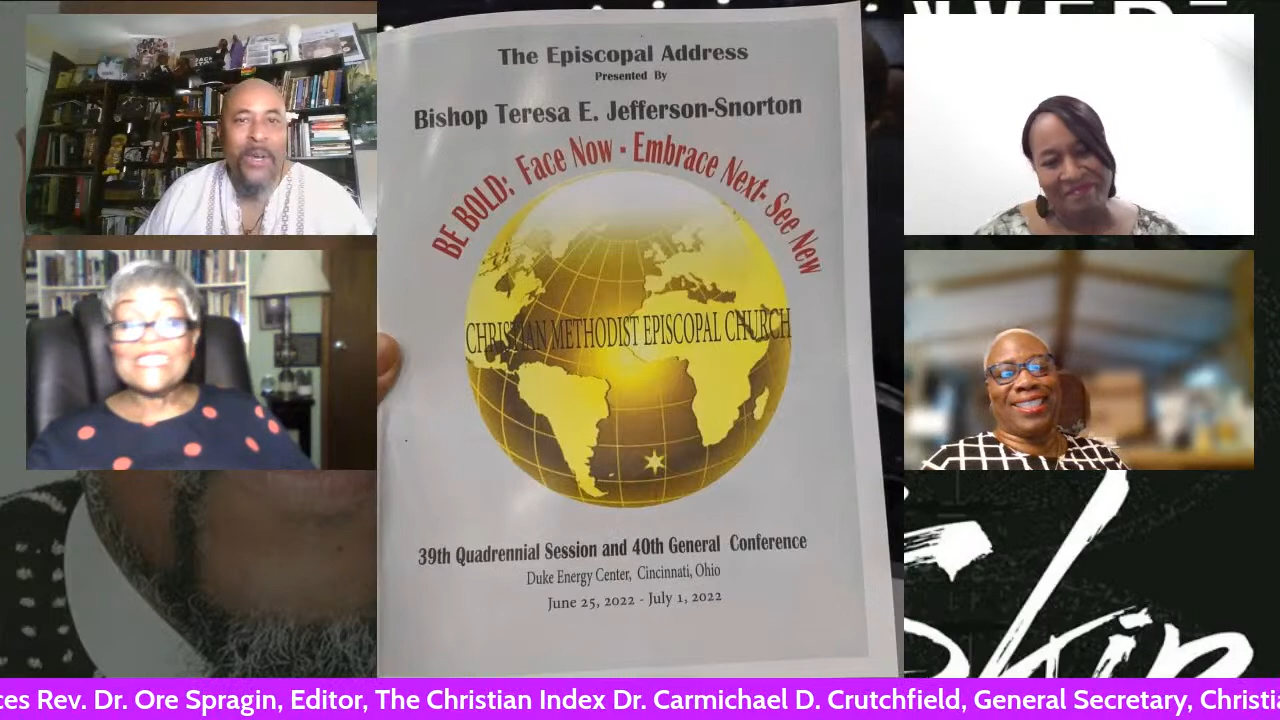 The Episcopal Address
Presented By
Bishop Teresa E. Jefferson-Snorton
BE BOLD: Face Now · Embrace Next· See New
CHRISTIAN METHODIST EPISCOPAL CHURCH
39th Quadrennial Session and 40th General Conference
Duke Energy Center, Cincinnati, Ohio
June 25, 2022 - July 1, 2022
Rev. Dr. Ore Spragin, Editor, The Christian Index Dr. Carmichael D. Crutchfield, General Secretary,